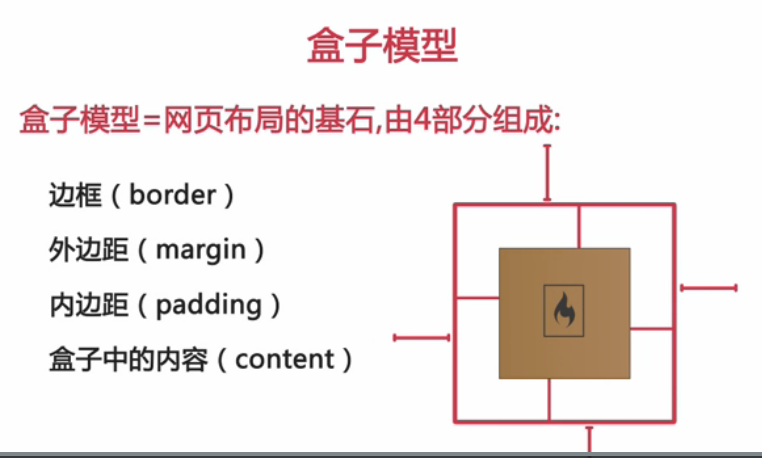 盒子模型
盒子模型=网页布局的基石,由4部分组成:
边框（border）
外边距（margin）
内边距（padding）
盒子中的内容（content）